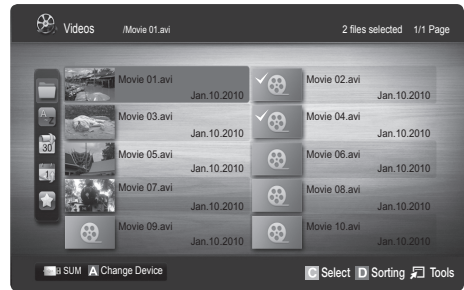 Videos /Movie 01.avi 2 files selected 1/1 Page
Movie 01.avi Movie 02.avi
Jan.10.2010 Jan.10.2010
Movie 03.avi Movie 04.avi
Jan.10.2010 Jan.10.2010
Movie 05.avi Movie 06.avi
Jan.10.2010 Jan.10.2010
Movie 07.avi Movie 08.avi
Jan.10.2010 Jan.10.2010
Movie 09.avi Movie 10.avi
Jan.10.2010 Jan.10.2010
30
1
SUM A Change Device C Select D Sorting Tools